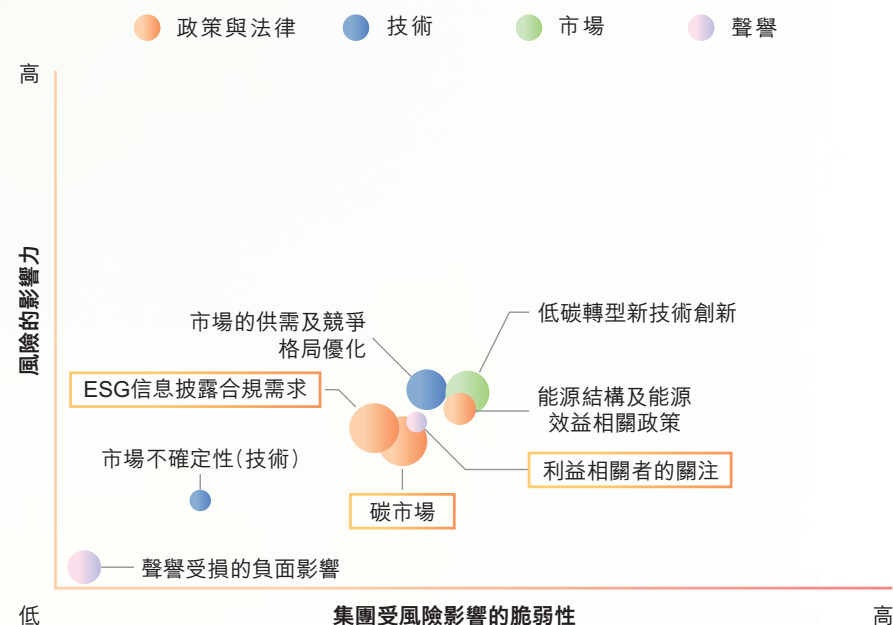 政策與法律
技術
市場
聲譽
高
風險的影響力
市場的供需及競爭
格局優化
低碳轉型新技術創新
ESG信息披露合規需求
能源結構及能源
效益相關政策
市場不確定性(技術)
利益相關者的關注
碳市場
聲譽受損的負面影響
低
集團受風險影響的脆弱性
高